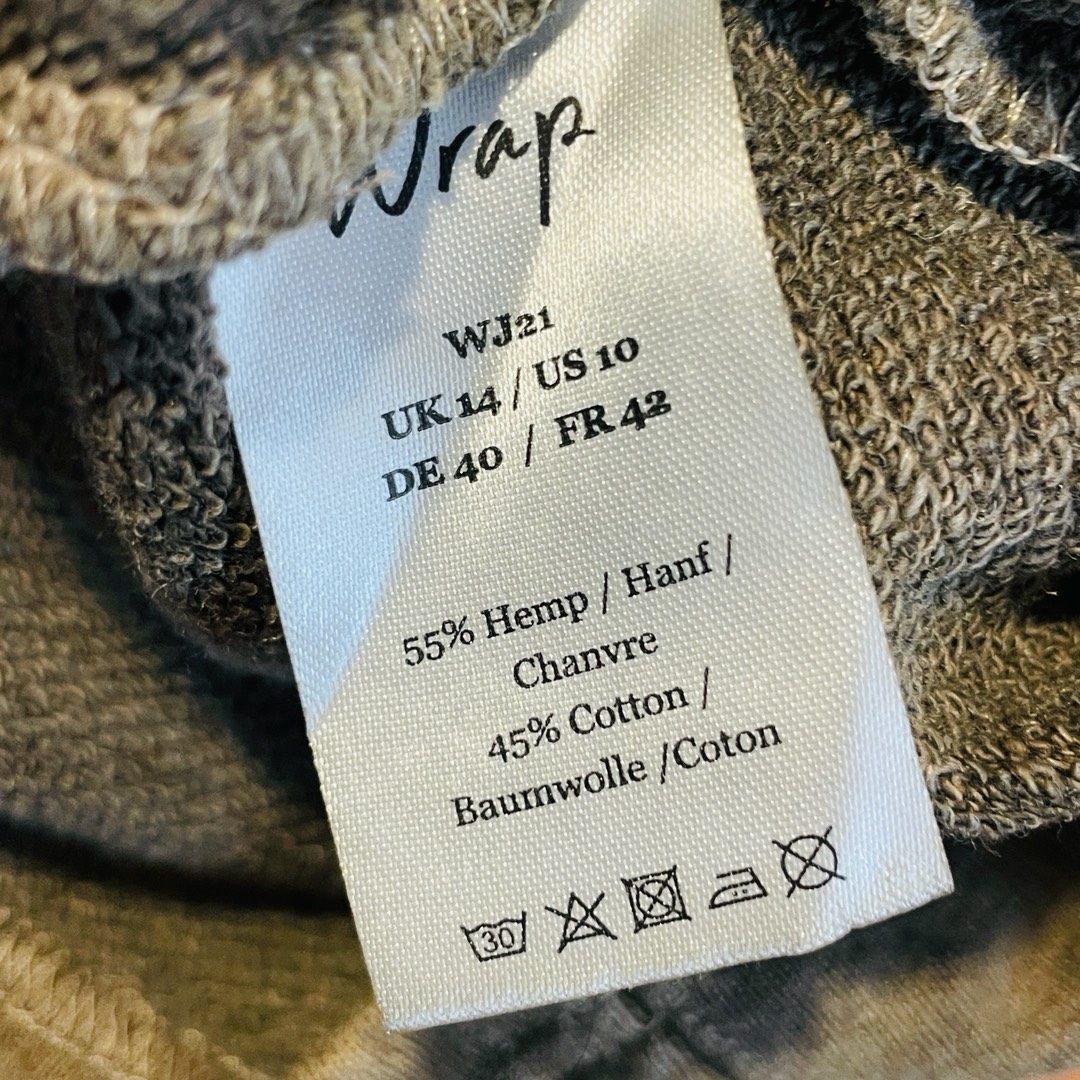 Wrap
WJ21
UK 14 / US 10
DE 40 / FR 42
55% Hemp / Hanf /
Chanvre
45% Cotton /
Baumwolle /Coton
30